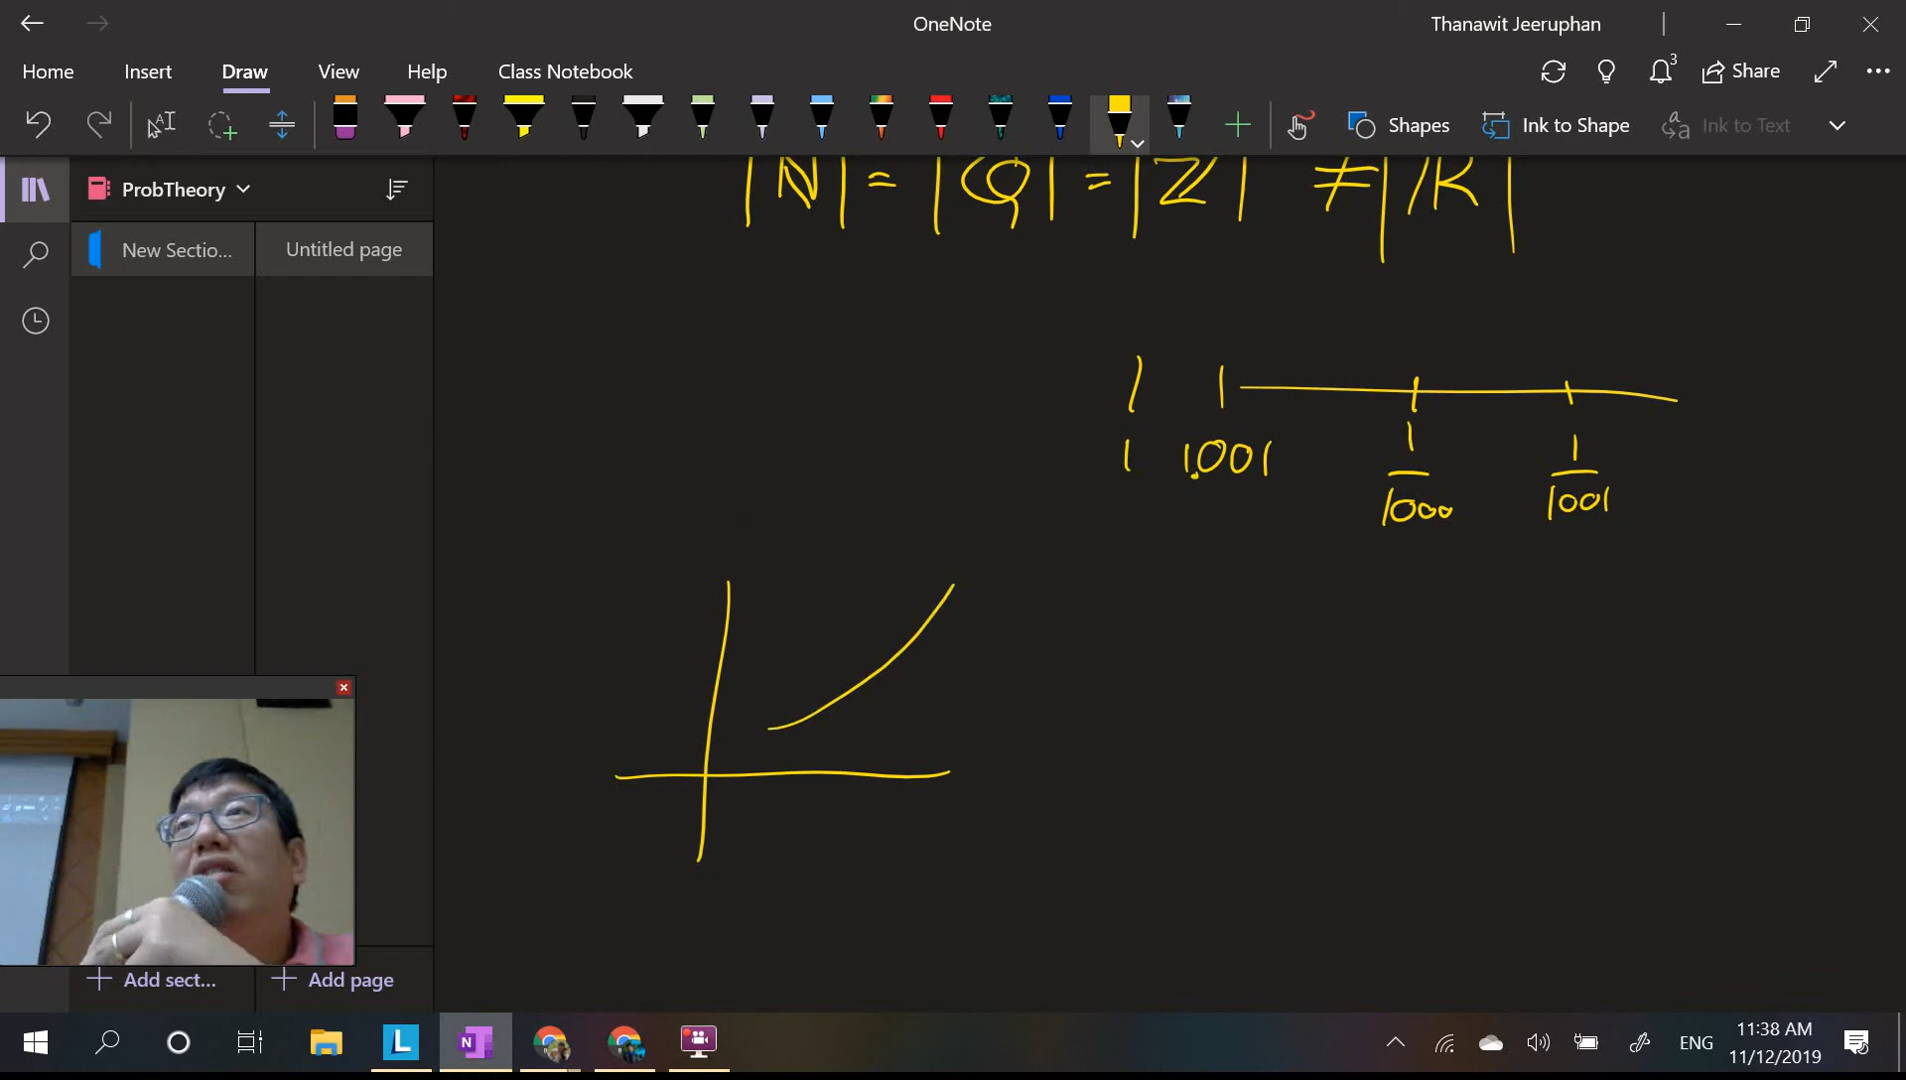 OneNote
Thanawit Jeeruphan
Home Insert Draw View Help Class Notebook
3
Share
Shapes
Ink to Shape
Ink to Text
ProbTheory
New Sectio...
Untitled page
|N| = |Q| = |Z| ≠ |R|
1 1.001 1/1000 1/1001
+ Add sect...
+ Add page
ENG
11:38 AM
11/12/2019